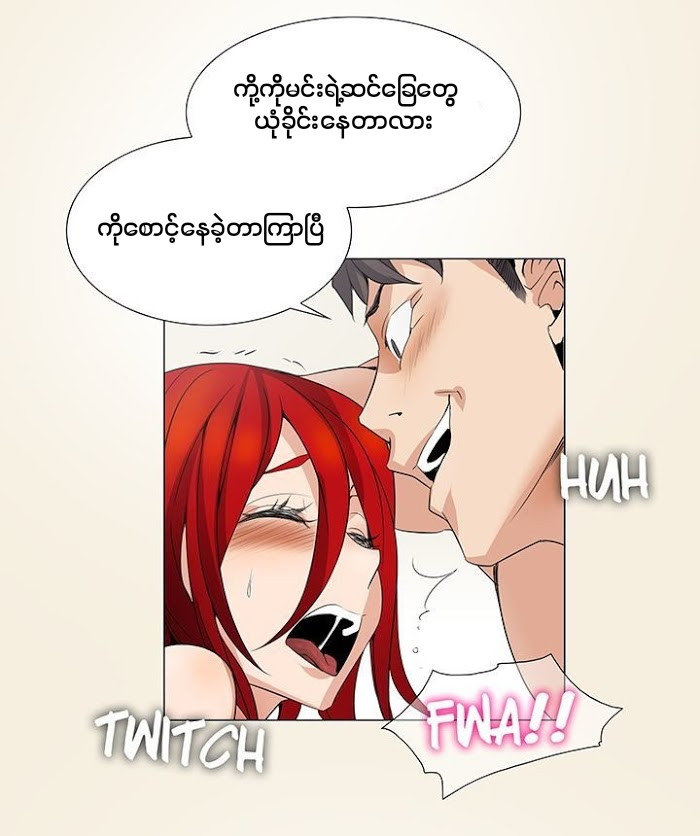 ကို့ကိုမင်းရဲ့ဆင်ခြေတွေ
ယုံခိုင်းနေတာလား
ကိုစောင့်နေခဲ့တာကြာပြီ
HUH
FWA!!
TWITCH